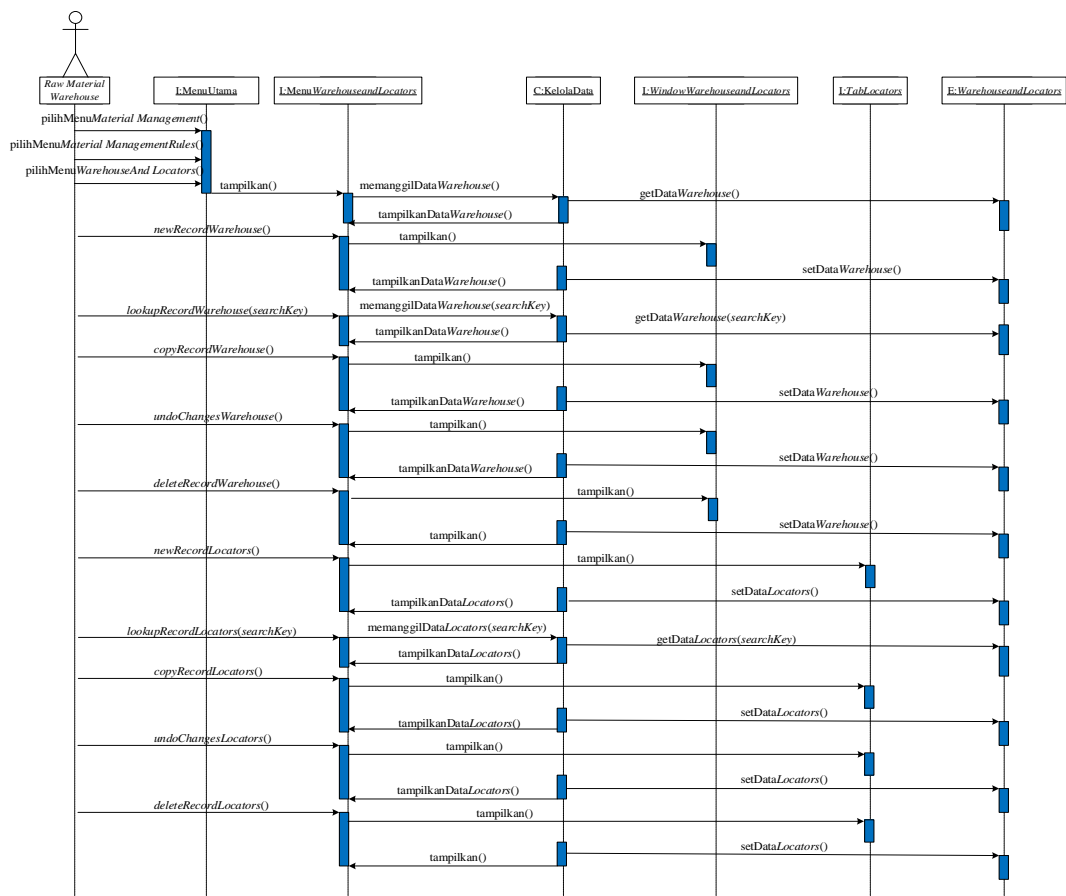 Raw Material
Warehouse
I:MenuUtama
I:MenuWarehouseandLocators
C:KelolaData
I:WindowWarehouseandLocators
I:TabLocators
E:WarehouseandLocators
pilihMenuMaterial Management()
pilihMenuMaterial ManagementRules()
pilihMenuWarehouseAnd Locators()
tampilkan()
memanggilDataWarehouse()
getDataWarehouse()
tampilkanDataWarehouse()
newRecordWarehouse()
tampilkan()
setDataWarehouse()
tampilkanDataWarehouse()
lookupRecordWarehouse(searchKey)
memanggilDataWarehouse(searchKey)
getDataWarehouse(searchKey)
tampilkanDataWarehouse()
copyRecordWarehouse()
tampilkan()
setDataWarehouse()
tampilkanDataWarehouse()
undoChangesWarehouse()
tampilkan()
setDataWarehouse()
tampilkanDataWarehouse()
deleteRecordWarehouse()
tampilkan()
setDataWarehouse()
tampilkan()
newRecordLocators()
tampilkan()
setDataLocators()
tampilkanDataLocators()
lookupRecordLocators(searchKey)
memanggilDataLocators(searchKey)
getDataLocators(searchKey)
tampilkanDataLocators()
copyRecordLocators()
tampilkan()
setDataLocators()
tampilkanDataLocators()
undoChangesLocators()
tampilkan()
setDataLocators()
tampilkanDataLocators()
deleteRecordLocators()
tampilkan()
setDataLocators()
tampilkan()